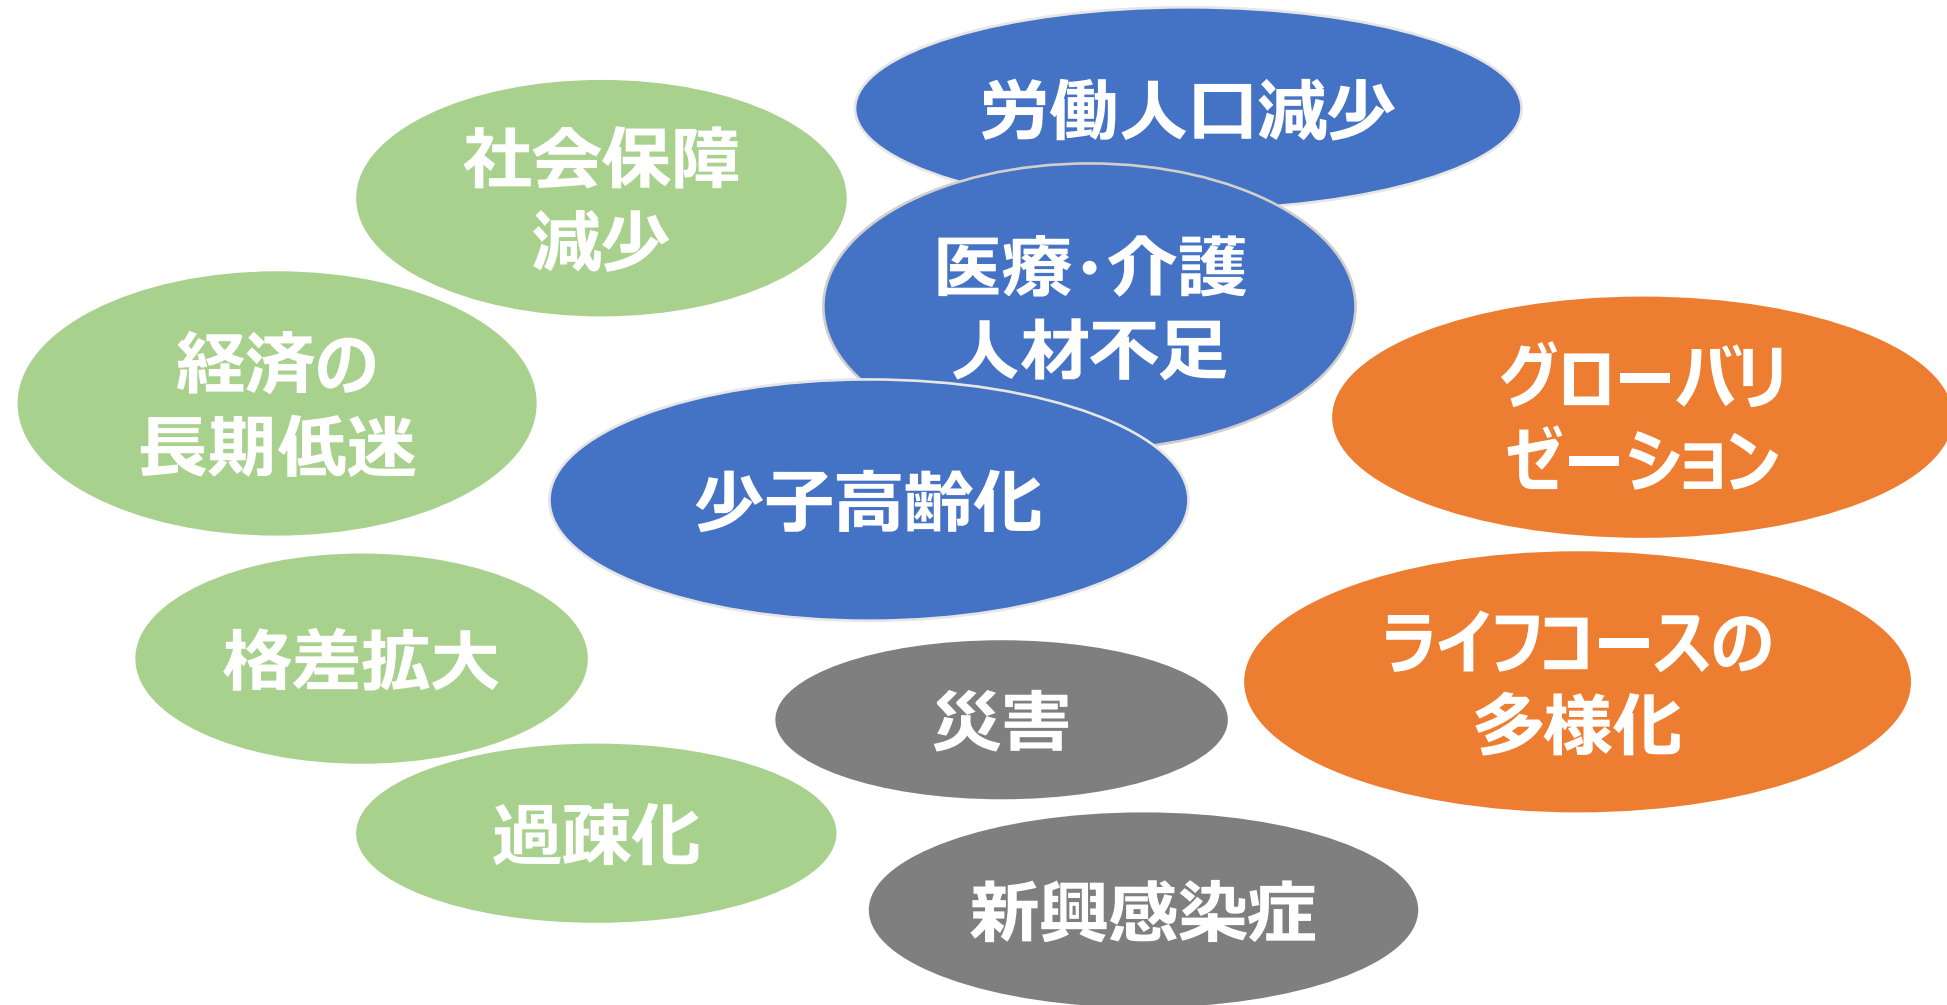 労働人口減少
社会保障
減少
医療・介護
人材不足
経済の
長期低迷
グローバリ
ゼーション
少子高齢化
格差拡大
ライフコースの
多様化
災害
過疎化
新興感染症